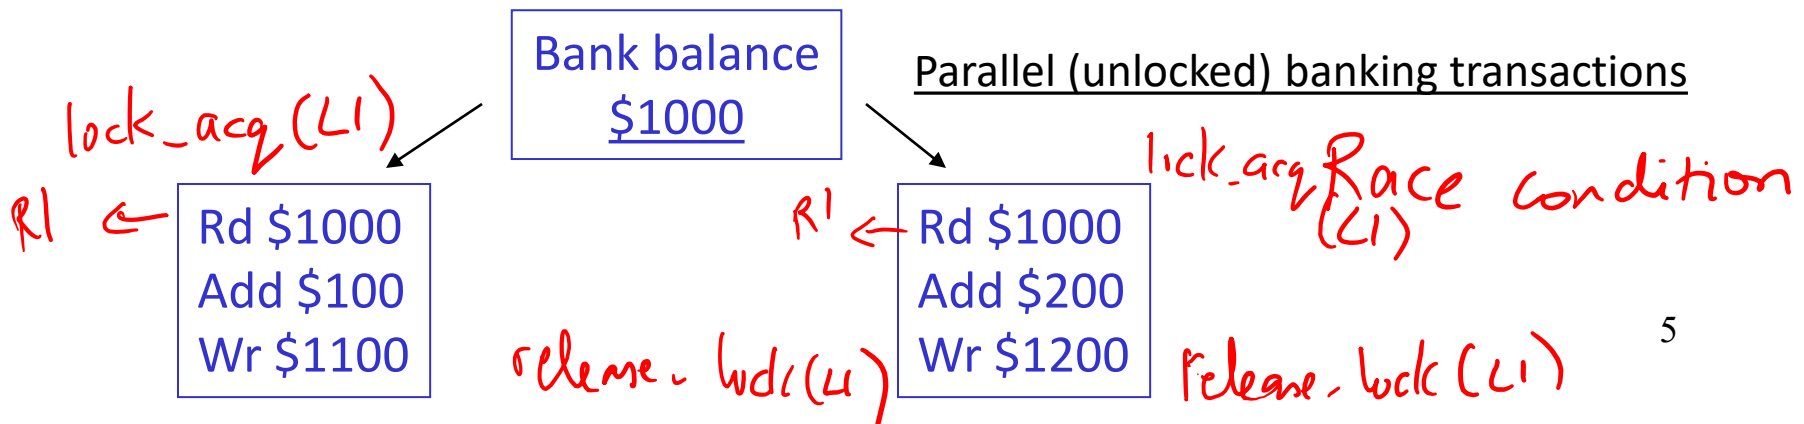 Bank balance
$1000
Parallel (unlocked) banking transactions
lock_acq (L1)
lock_acq
(L1)
Race condition
R1
Rd $1000
Add $100
Wr $1100
R1
Rd $1000
Add $200
Wr $1200
release_lock(L1)
release_lock (L1)
5